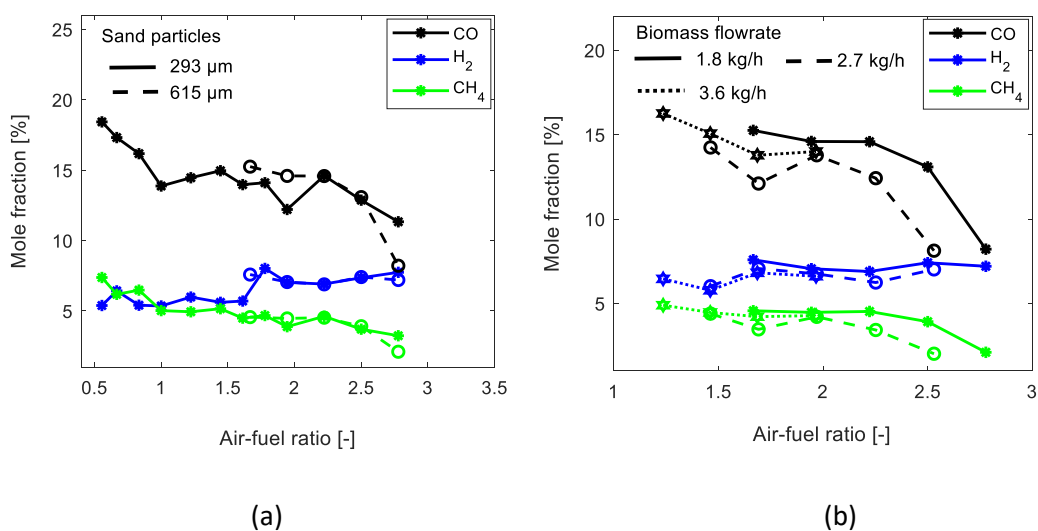 25
20
15
10
5
0.5 1 1.5 2 2.5 3 3.5
Mole fraction [%]
Air-fuel ratio [-]
Sand particles
293 μm
615 μm
CO
H2
CH4
(a)
20
15
10
5
1 1.5 2 2.5 3
Mole fraction [%]
Air-fuel ratio [-]
Biomass flowrate
1.8 kg/h 2.7 kg/h
3.6 kg/h
CO
H2
CH4
(b)